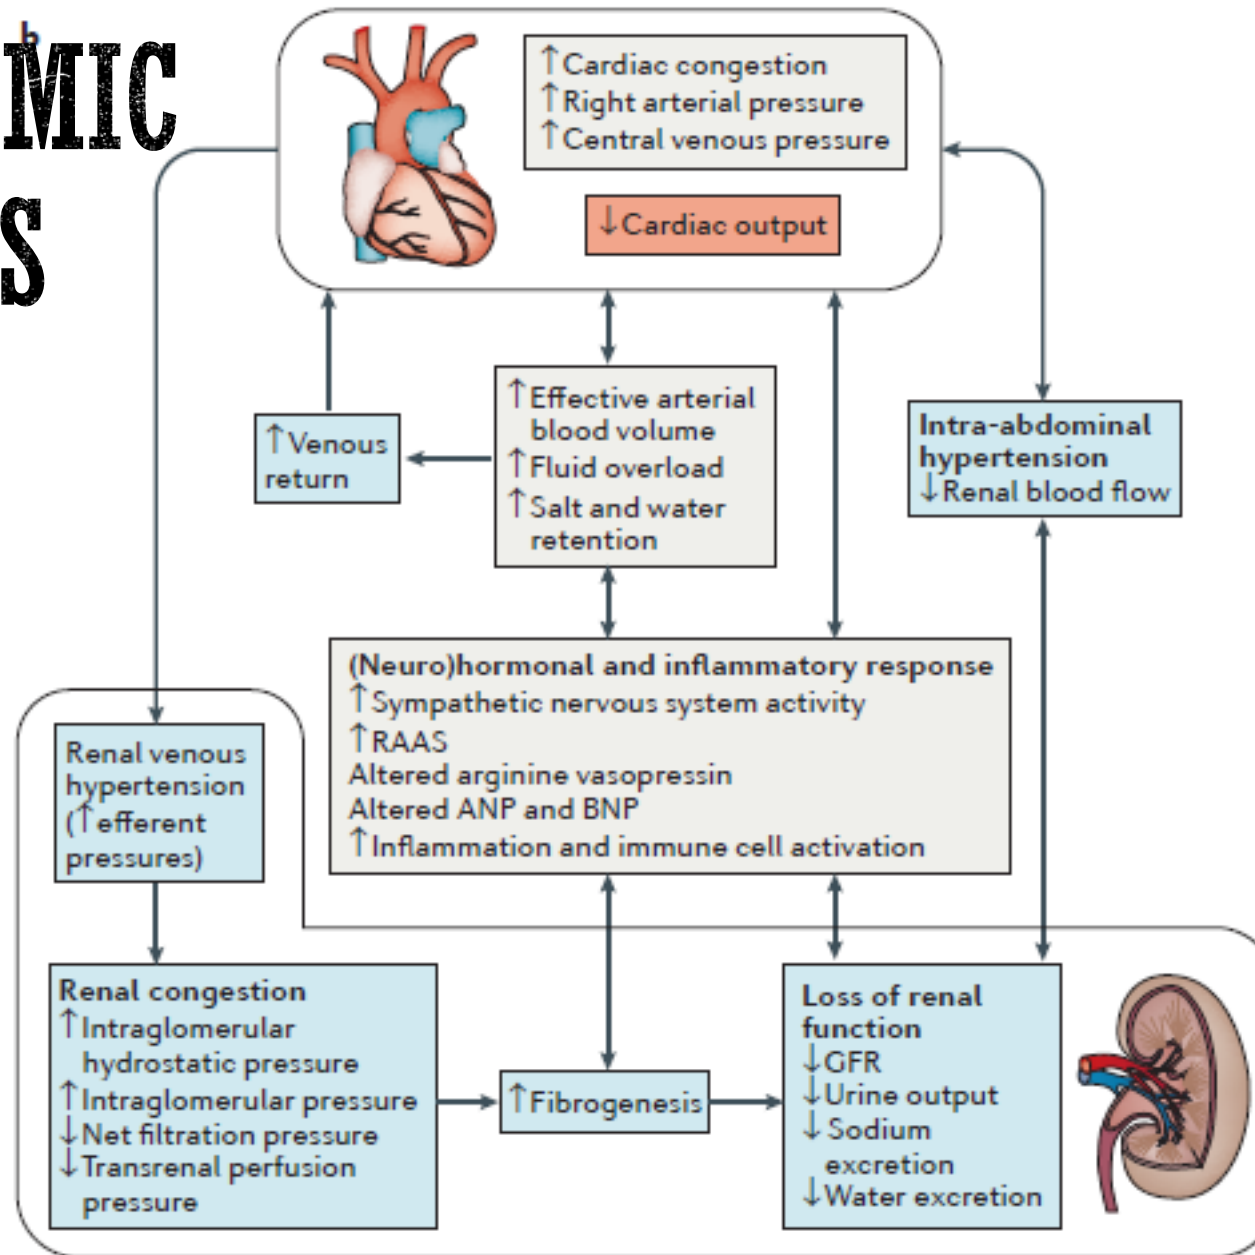 b
MIC
S
↑Cardiac congestion
↑Right arterial pressure
↑Central venous pressure
↓Cardiac output
↑Venous
return
↑Effective arterial
blood volume
↑Fluid overload
↑Salt and water
retention
Intra-abdominal
hypertension
↓Renal blood flow
(Neuro)hormonal and inflammatory response
↑Sympathetic nervous system activity
↑RAAS
Altered arginine vasopressin
Altered ANP and BNP
↑Inflammation and immune cell activation
Renal venous
hypertension
(↑efferent
pressures)
Renal congestion
↑Intraglomerular
hydrostatic pressure
↑Intraglomerular pressure
↓Net filtration pressure
↓Transrenal perfusion
pressure
↑Fibrogenesis
Loss of renal
function
↓GFR
↓Urine output
↓Sodium
excretion
↓Water excretion